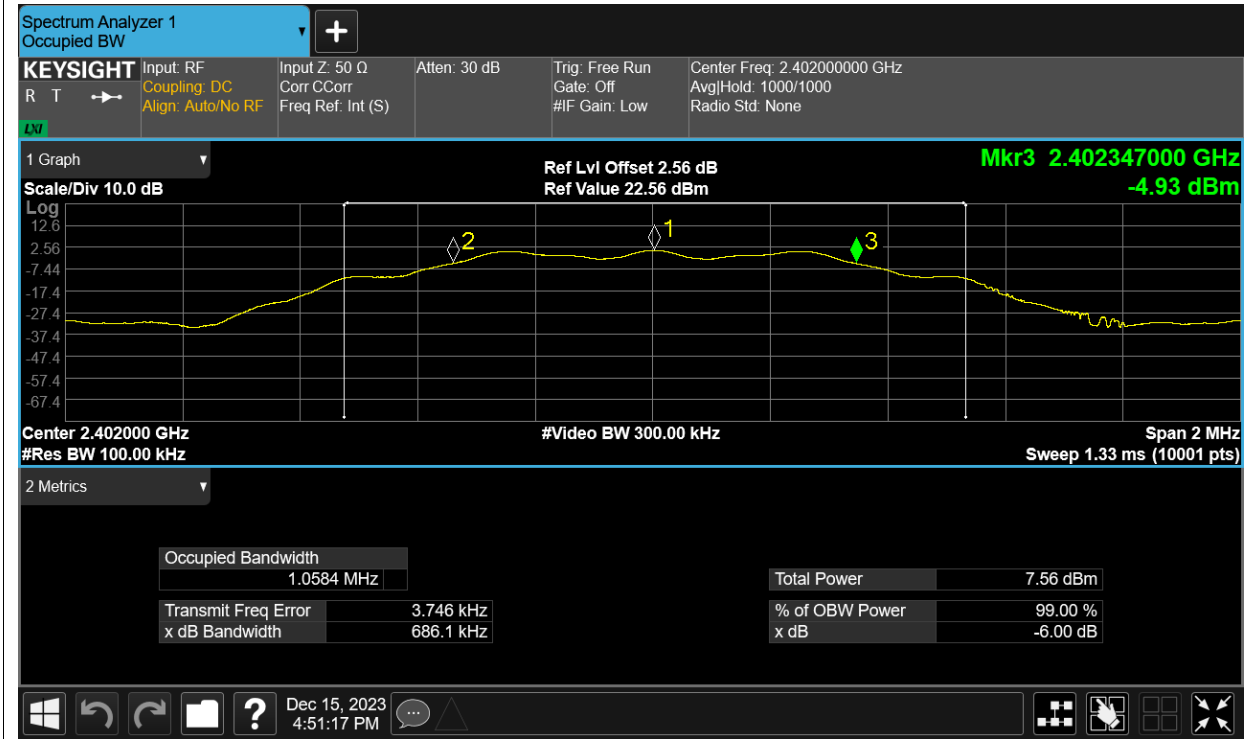 Spectrum Analyzer 1
Occupied BW
KEYSIGHT
R T
LXI
Input: RF
Coupling: DC
Align: Auto/No RF
Input Z: 50 Ω
Corr CCorr
Freq Ref: Int (S)
Atten: 30 dB
Trig: Free Run
Gate: Off
#IF Gain: Low
Center Freq: 2.402000000 GHz
Avg|Hold: 1000/1000
Radio Std: None
1 Graph
Scale/Div 10.0 dB
Ref Lvl Offset 2.56 dB
Ref Value 22.56 dBm
Mkr3 2.402347000 GHz
-4.93 dBm
Log
12.6
2.56
-7.44
-17.4
-27.4
-37.4
-47.4
-57.4
-67.4
2
1
3
Center 2.402000 GHz
#Video BW 300.00 kHz
Span 2 MHz
#Res BW 100.00 kHz
Sweep 1.33 ms (10001 pts)
2 Metrics
Occupied Bandwidth
1.0584 MHz
Total Power 7.56 dBm
Transmit Freq Error 3.746 kHz
% of OBW Power 99.00 %
x dB Bandwidth 686.1 kHz
x dB -6.00 dB
?
Dec 15, 2023
4:51:17 PM